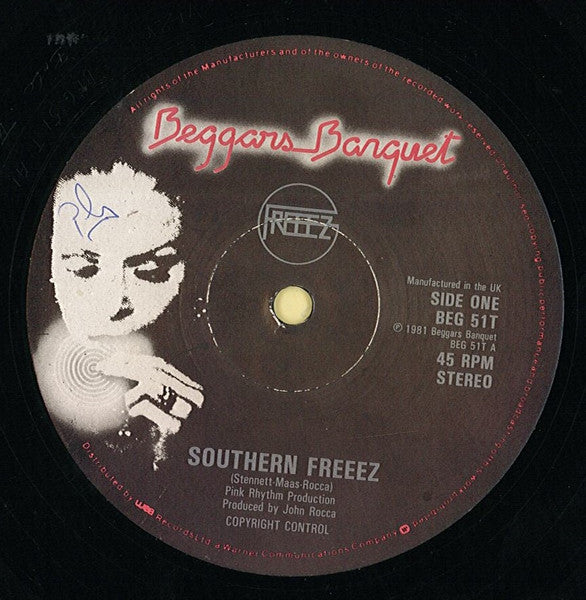 All rights of the Manufacturers and of the owners of the recorded work reserved
Beggars Banquet
FREEEZ
Manufactured in the UK
SIDE ONE
BEG 51T
℗ 1981 Beggars Banquet
BEG 51T A
45 RPM
STEREO
SOUTHERN FREEEZ
(Stennett-Maas-Rocca)
Pink Rhythm Production
Produced by John Rocca
COPYRIGHT CONTROL
Distributed by wea Records Ltd. a Warner Communications Company